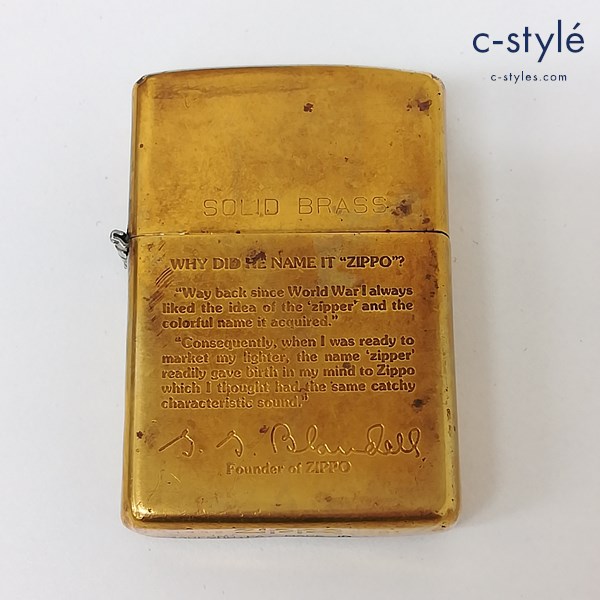 c-stylé
c-styles.com
SOLID BRASS
WHY DID HE NAME IT “ZIPPO”?
“Way back since World War I always
liked the idea of the ‘zipper’ and the
colorful name it acquired.”
“Consequently, when I was ready to
market my lighter, the name ‘zipper’
readily gave birth in my mind to Zippo
which I thought had the same catchy
characteristic sound.”
G. G. Blaisdell
Founder of ZIPPO